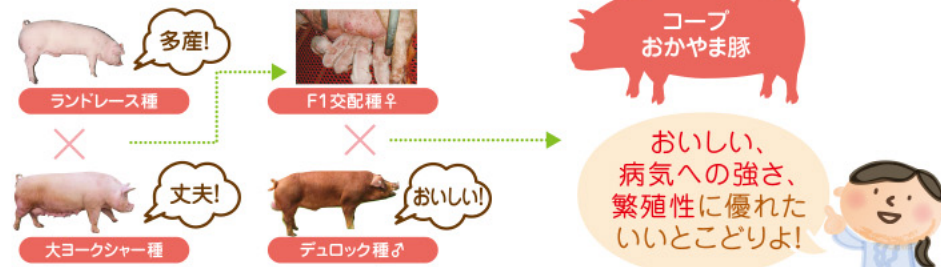 多産!
ランドレース種
丈夫!
大ヨークシャー種
F1交配種♀
おいしい!
デュロック種♂
コープ
おかやま豚
おいしい、
病気への強さ、
繁殖性に優れた
いいとこどりよ!